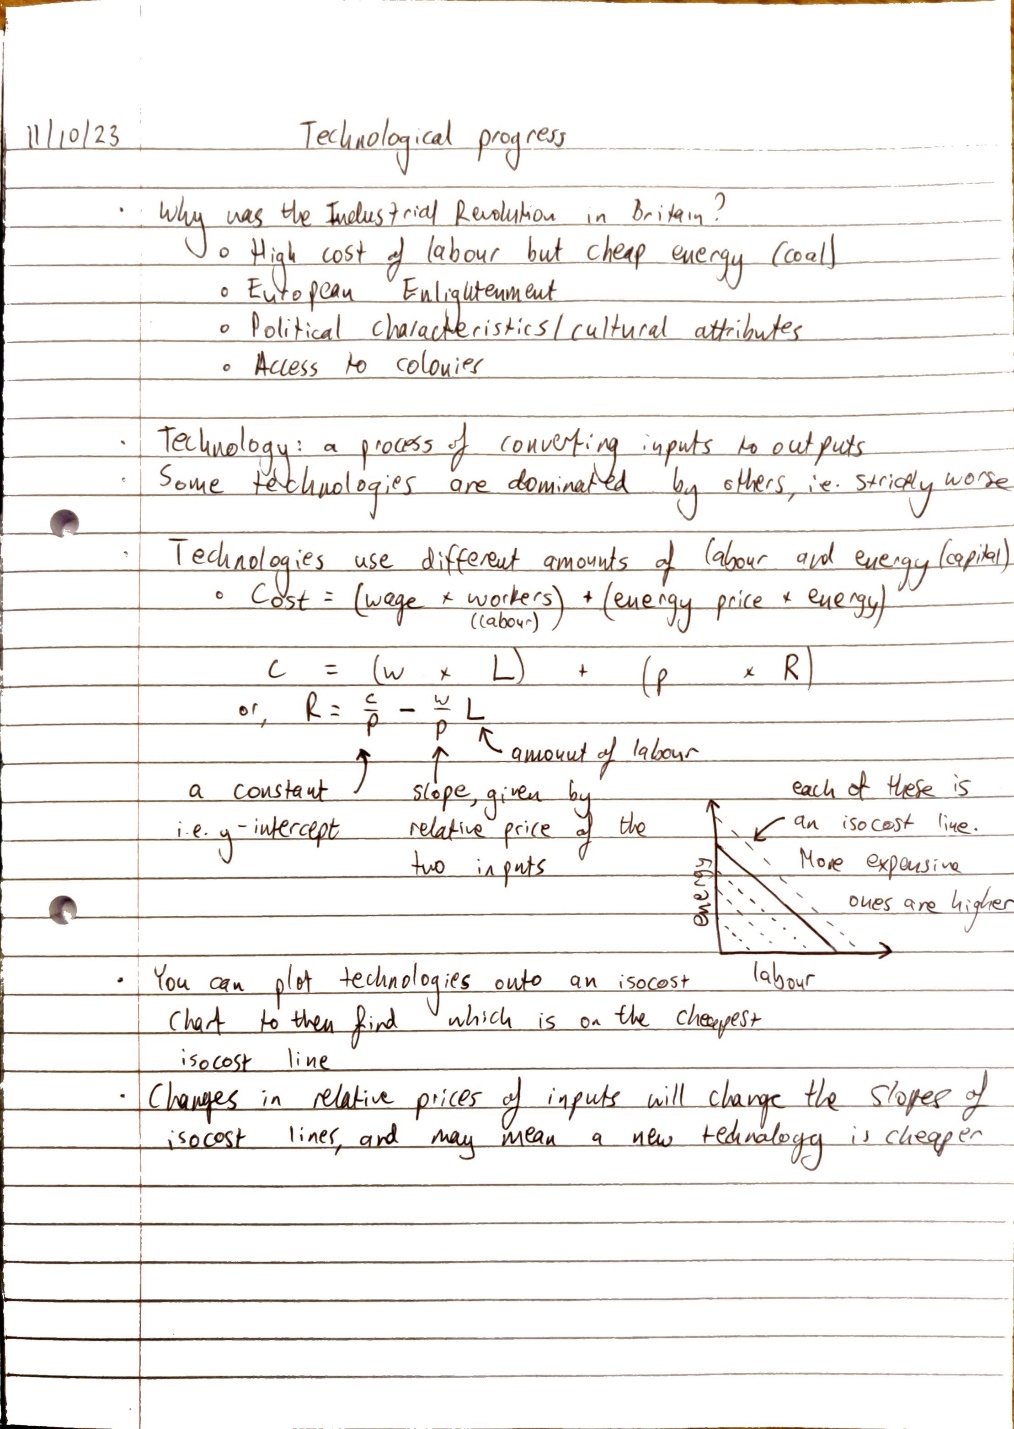 11/10/23 Technological progress
· Why was the Industrial Revolution in Britain?
o High cost of labour but cheap energy (coal)
o European Enlightenment
o Political characteristics/cultural attributes
o Access to colonies
· Technology: a process of converting inputs to outputs
· Some technologies are dominated by others, i.e. strictly worse
· Technologies use different amounts of labour and energy (capital)
o Cost = (wage × workers) + (energy price × energy)
(labour)
C = (w × L) + (p × R)
or, R = c/p - w/p L
amount of labour
a constant
i.e. y-intercept
slope, given by
relative price of the
two inputs
each of these is
an isocost line.
More expensive
ones are higher
energy
labour
· You can plot technologies onto an isocost
chart to then find which is on the cheapest
isocost line
· Changes in relative prices of inputs will change the slopes of
isocost lines, and may mean a new technology is cheaper